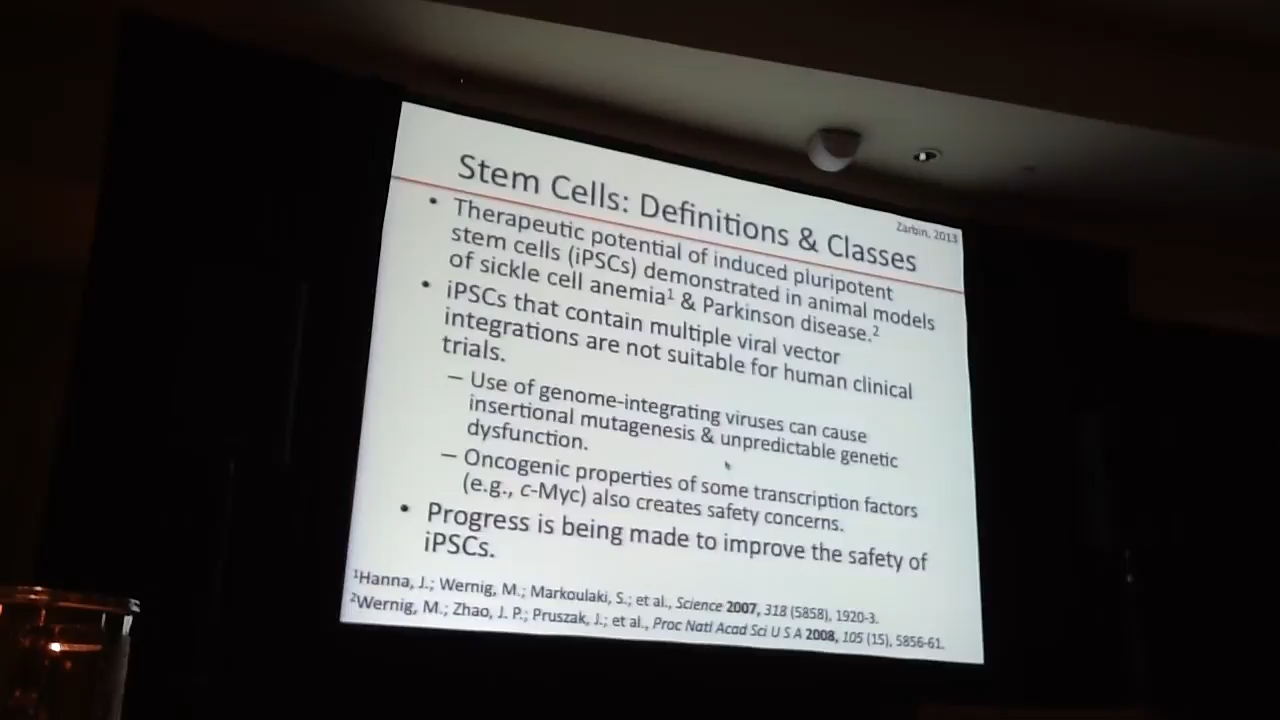 Stem Cells: Definitions & Classes
Zarbin, 2013
• Therapeutic potential of induced pluripotent
stem cells (iPSCs) demonstrated in animal models
of sickle cell anemia¹ & Parkinson disease.²
• iPSCs that contain multiple viral vector
integrations are not suitable for human clinical
trials.
– Use of genome-integrating viruses can cause
insertional mutagenesis & unpredictable genetic
dysfunction.
– Oncogenic properties of some transcription factors
(e.g., c-Myc) also creates safety concerns.
• Progress is being made to improve the safety of
iPSCs.
¹Hanna, J.; Wernig, M.; Markoulaki, S.; et al., Science 2007, 318 (5858), 1920-3.
²Wernig, M.; Zhao, J. P.; Pruszak, J.; et al., Proc Natl Acad Sci U S A 2008, 105 (15), 5856-61.